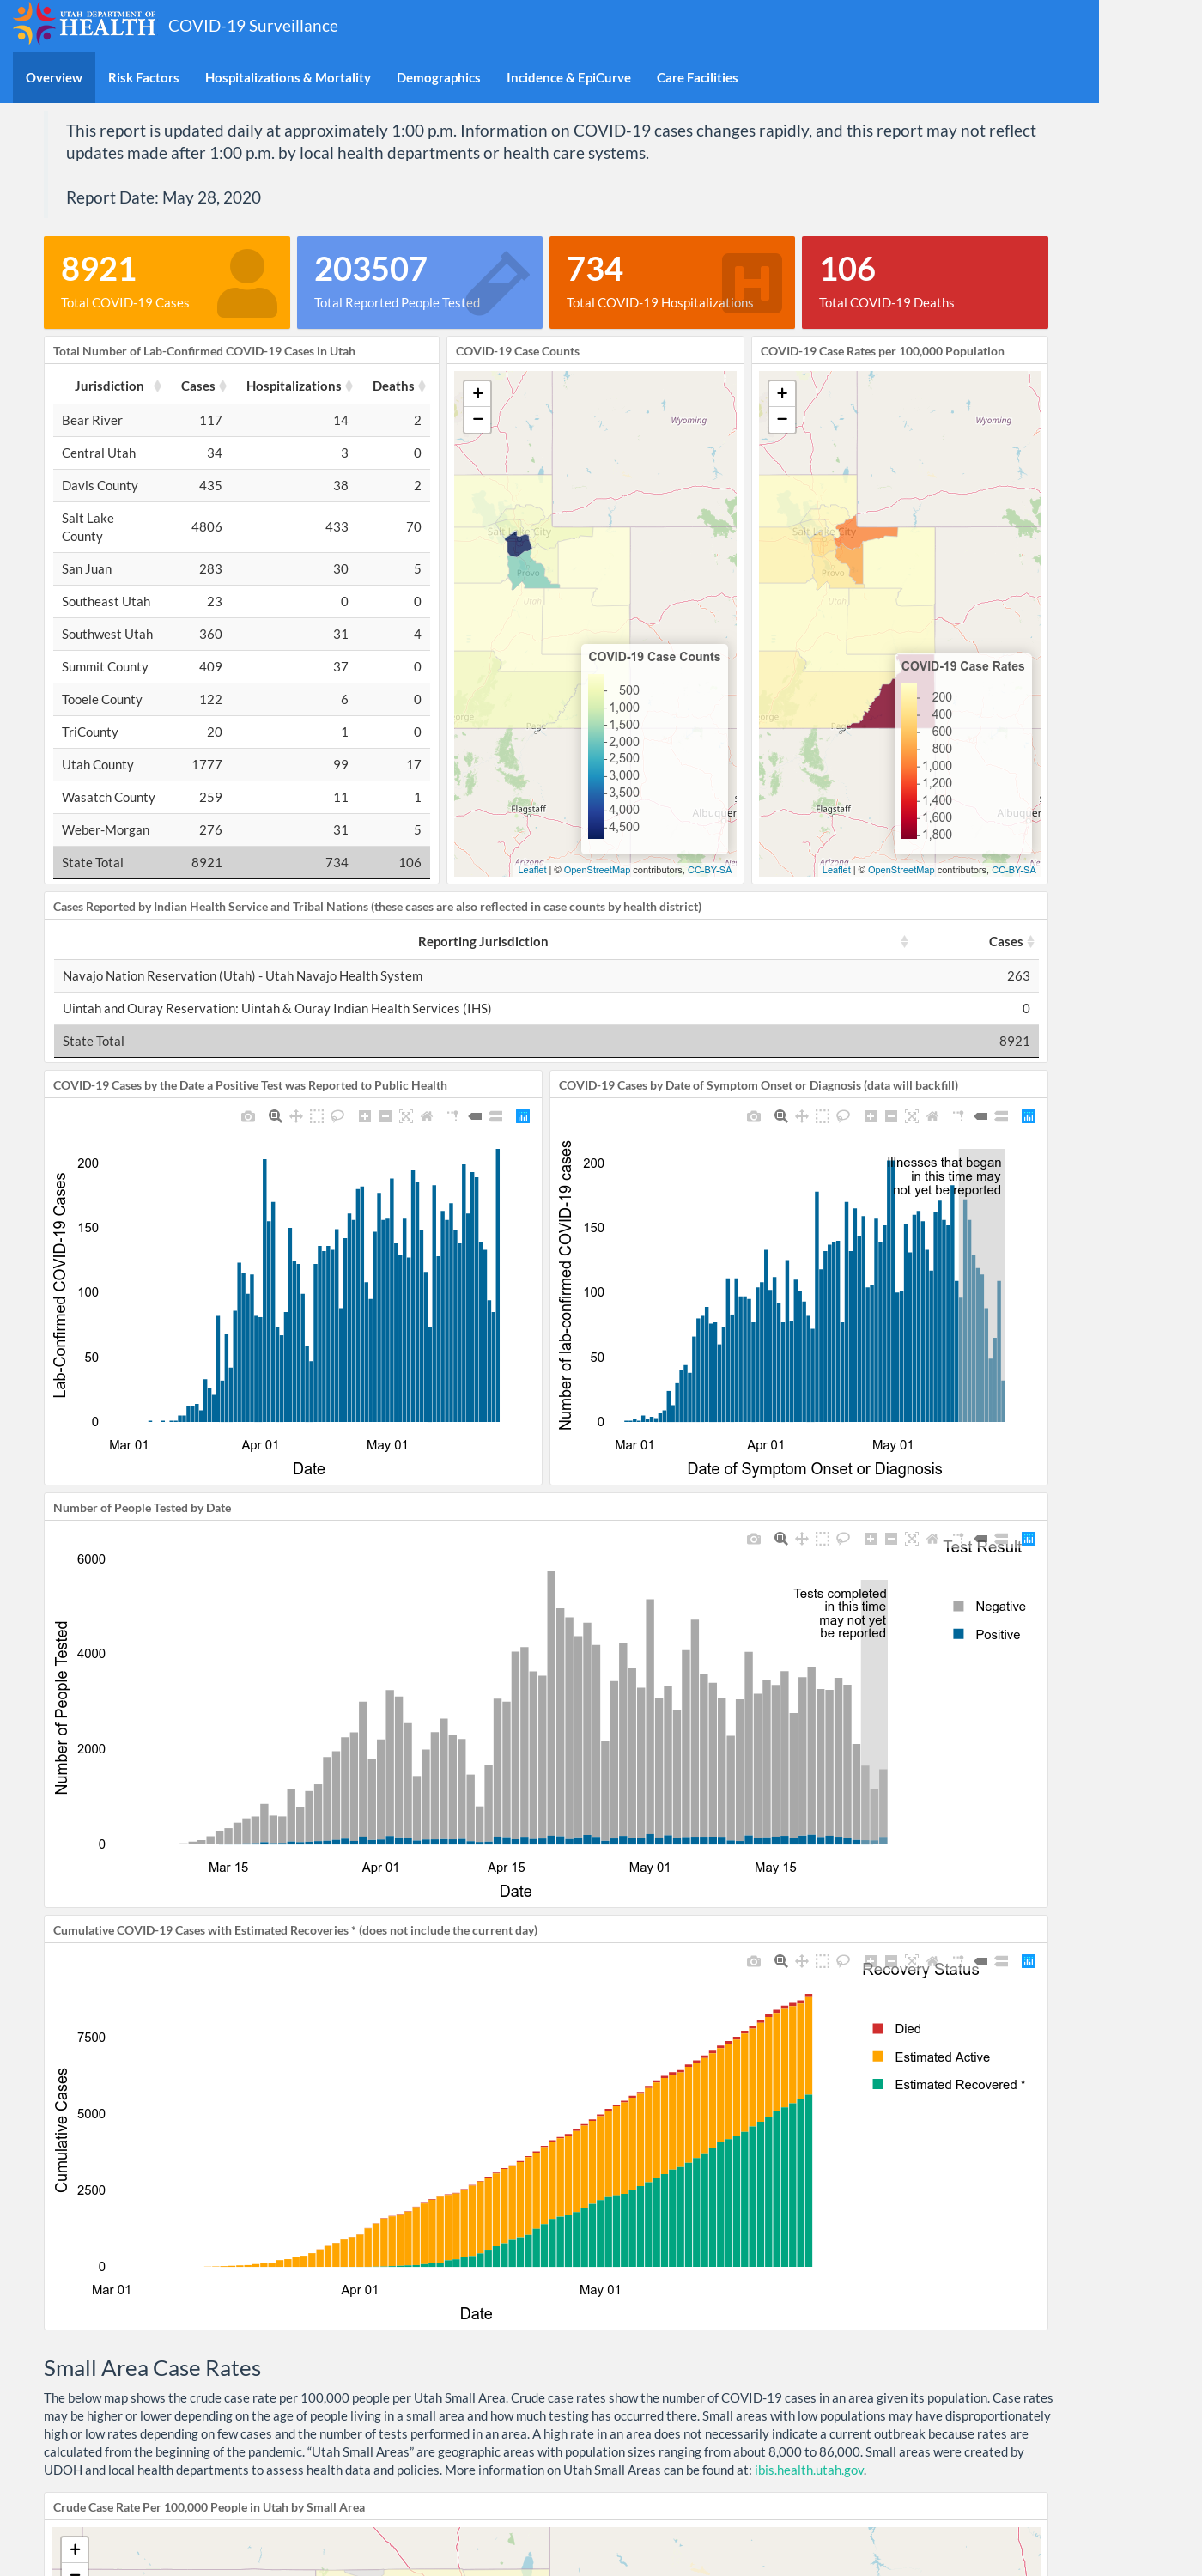 UTAH DEPARTMENT OF
HEALTH
COVID-19 Surveillance
Overview
Risk Factors
Hospitalizations & Mortality
Demographics
Incidence & EpiCurve
Care Facilities
This report is updated daily at approximately 1:00 p.m. Information on COVID-19 cases changes rapidly, and this report may not reflect
updates made after 1:00 p.m. by local health departments or health care systems.
Report Date: May 28, 2020
8921
Total COVID-19 Cases
203507
Total Reported People Tested
734
Total COVID-19 Hospitalizations
106
Total COVID-19 Deaths
Total Number of Lab-Confirmed COVID-19 Cases in Utah
Jurisdiction Cases Hospitalizations Deaths
Bear River 117 14 2
Central Utah 34 3 0
Davis County 435 38 2
Salt Lake
County 4806 433 70
San Juan 283 30 5
Southeast Utah 23 0 0
Southwest Utah 360 31 4
Summit County 409 37 0
Tooele County 122 6 0
TriCounty 20 1 0
Utah County 1777 99 17
Wasatch County 259 11 1
Weber-Morgan 276 31 5
State Total 8921 734 106
COVID-19 Case Counts
+
−
Wyoming
Salt Lake City
Provo
Utah
COVID-19 Case Counts
500
1,000
1,500
2,000
2,500
3,000
3,500
4,000
4,500
orge
Page
Flagstaff
Albuquer
Arizona
Leaflet | © OpenStreetMap contributors, CC-BY-SA
COVID-19 Case Rates per 100,000 Population
+
−
Wyoming
Salt Lake City
Provo
Utah
COVID-19 Case Rates
200
400
600
800
1,000
1,200
1,400
1,600
1,800
orge
Flagstaff
Albuquer
Arizona
Leaflet | © OpenStreetMap contributors, CC-BY-SA
Cases Reported by Indian Health Service and Tribal Nations (these cases are also reflected in case counts by health district)
Reporting Jurisdiction Cases
Navajo Nation Reservation (Utah) - Utah Navajo Health System 263
Uintah and Ouray Reservation: Uintah & Ouray Indian Health Services (IHS) 0
State Total 8921
COVID-19 Cases by the Date a Positive Test was Reported to Public Health
Lab-Confirmed COVID-19 Cases
200
150
100
50
0
Mar 01 Apr 01 May 01
Date
COVID-19 Cases by Date of Symptom Onset or Diagnosis (data will backfill)
Number of lab-confirmed COVID-19 cases
200
150
100
50
0
Illnesses that began
in this time may
not yet be reported
Mar 01 Apr 01 May 01
Date of Symptom Onset or Diagnosis
Number of People Tested by Date
Number of People Tested
6000
4000
2000
0
Tests completed
in this time
may not yet
be reported
Test Result
Negative
Positive
Mar 15 Apr 01 Apr 15 May 01 May 15
Date
Cumulative COVID-19 Cases with Estimated Recoveries * (does not include the current day)
Cumulative Cases
7500
5000
2500
0
Recovery Status
Died
Estimated Active
Estimated Recovered *
Mar 01 Apr 01 May 01
Date
Small Area Case Rates
The below map shows the crude case rate per 100,000 people per Utah Small Area. Crude case rates show the number of COVID-19 cases in an area given its population. Case rates
may be higher or lower depending on the age of people living in a small area and how much testing has occurred there. Small areas with low populations may have disproportionately
high or low rates depending on few cases and the number of tests performed in an area. A high rate in an area does not necessarily indicate a current outbreak because rates are
calculated from the beginning of the pandemic. “Utah Small Areas” are geographic areas with population sizes ranging from about 8,000 to 86,000. Small areas were created by
UDOH and local health departments to assess health data and policies. More information on Utah Small Areas can be found at: ibis.health.utah.gov.
Crude Case Rate Per 100,000 People in Utah by Small Area
+